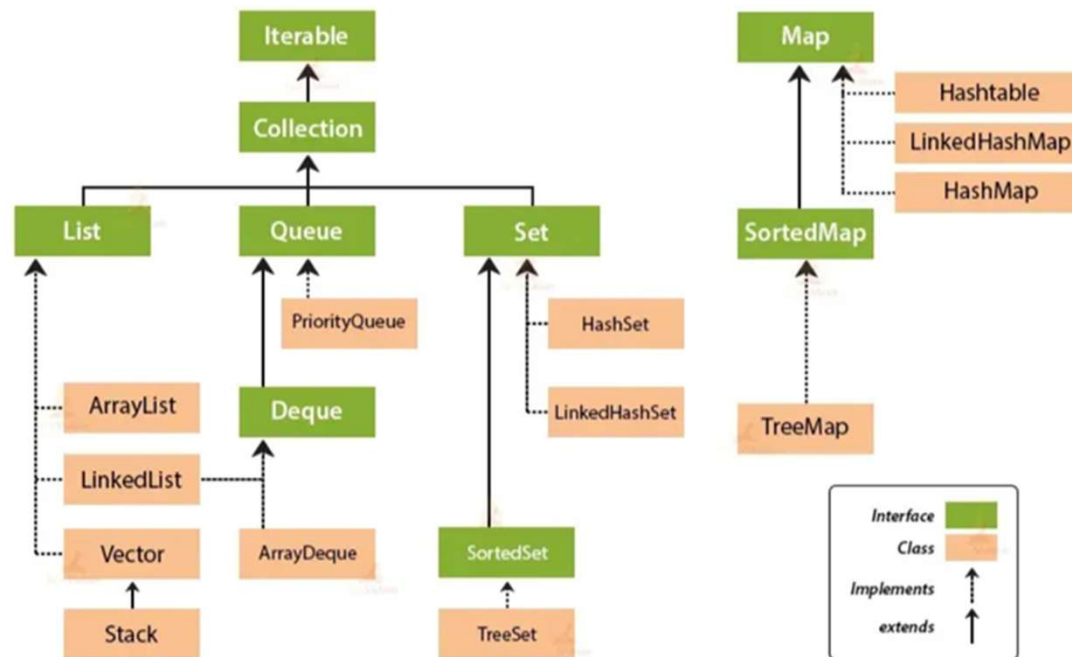 Iterable
Map
Hashtable
Collection
LinkedHashMap
HashMap
List
Queue
Set
SortedMap
PriorityQueue
HashSet
ArrayList
Deque
LinkedHashSet
TreeMap
LinkedList
Interface
Vector
ArrayDeque
SortedSet
Class
Implements
Stack
TreeSet
extends